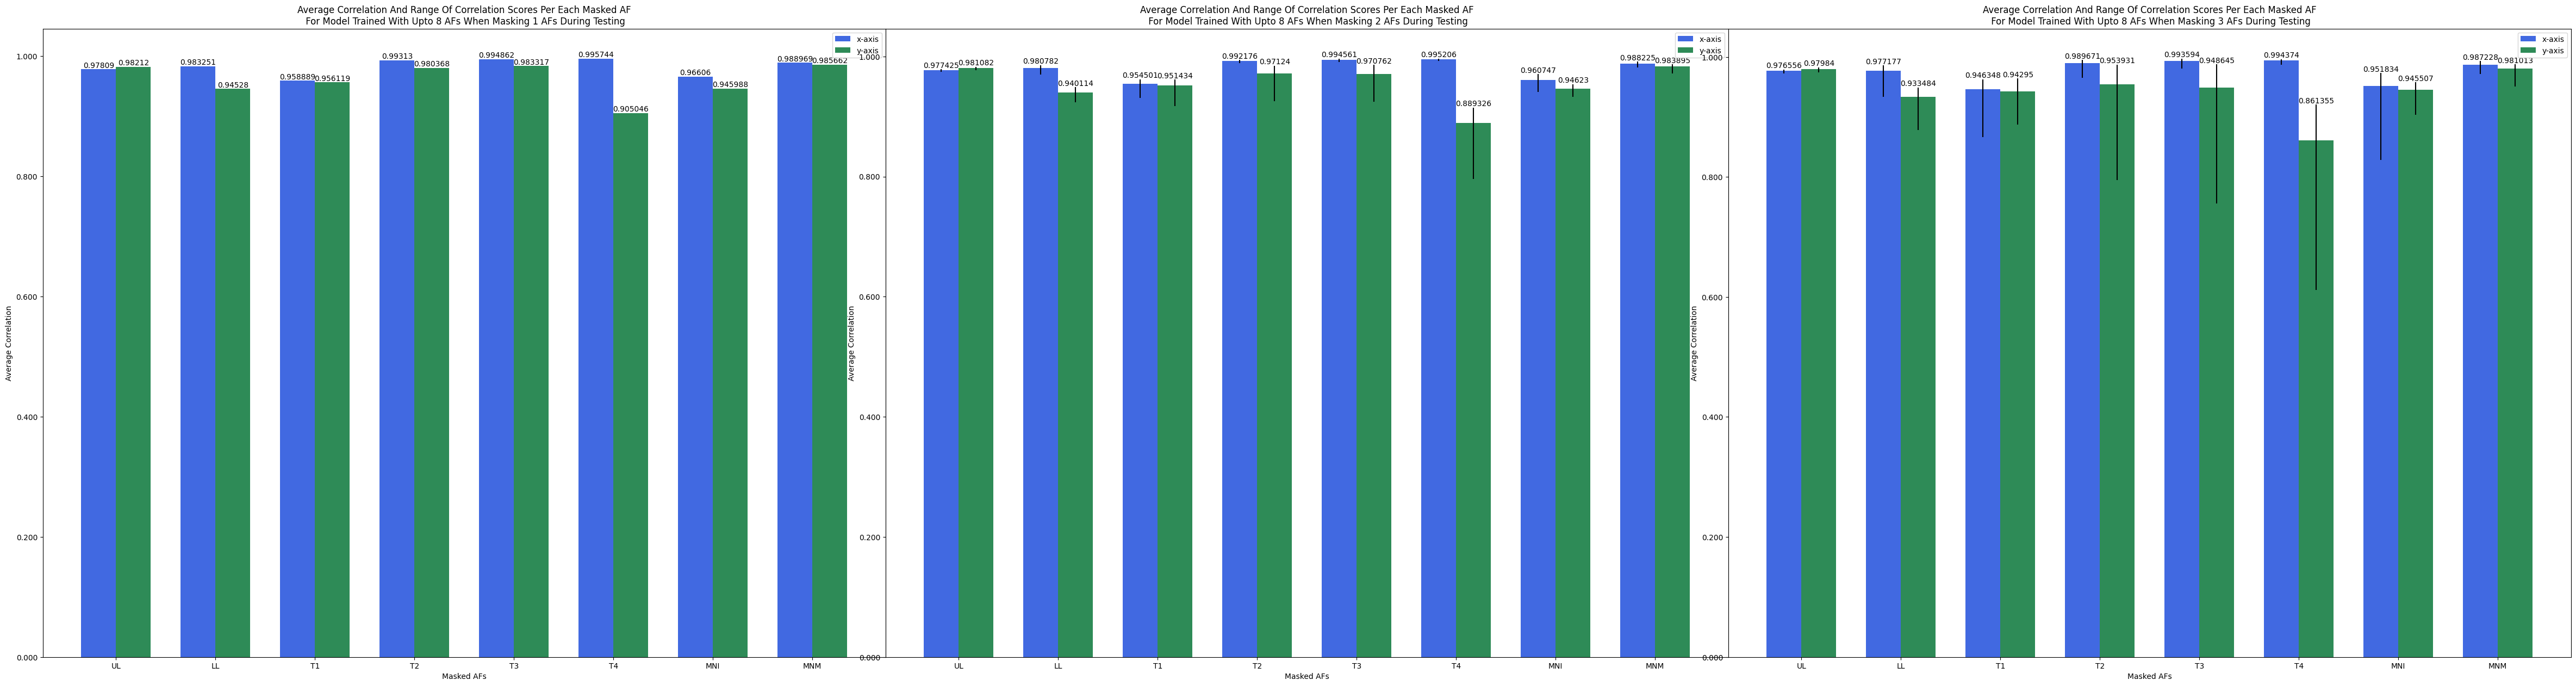 Average Correlation And Range Of Correlation Scores Per Each Masked AF
For Model Trained With Upto 8 AFs When Masking 1 AFs During Testing
x-axis
y-axis
1.000
0.800
0.600
0.400
0.200
0.000
Average Correlation
0.97809 0.98212 0.983251 0.94528 0.958889 0.956119 0.99313 0.980368 0.994862 0.983317 0.995744 0.905046 0.96606 0.945988 0.988969 0.985662
UL LL T1 T2 T3 T4 MNI MNM
Masked AFs
Average Correlation And Range Of Correlation Scores Per Each Masked AF
For Model Trained With Upto 8 AFs When Masking 2 AFs During Testing
x-axis
y-axis
1.000
0.800
0.600
0.400
0.200
0.000
Average Correlation
0.977425 0.981082 0.980782 0.940114 0.954501 0.951434 0.992176 0.97124 0.994561 0.970762 0.995206 0.889326 0.960747 0.94623 0.988225 0.983895
UL LL T1 T2 T3 T4 MNI MNM
Masked AFs
Average Correlation And Range Of Correlation Scores Per Each Masked AF
For Model Trained With Upto 8 AFs When Masking 3 AFs During Testing
x-axis
y-axis
1.000
0.800
0.600
0.400
0.200
0.000
Average Correlation
0.976556 0.97984 0.977177 0.933484 0.946348 0.94295 0.989671 0.953931 0.993594 0.948645 0.994374 0.861355 0.951834 0.945507 0.987228 0.981013
UL LL T1 T2 T3 T4 MNI MNM
Masked AFs